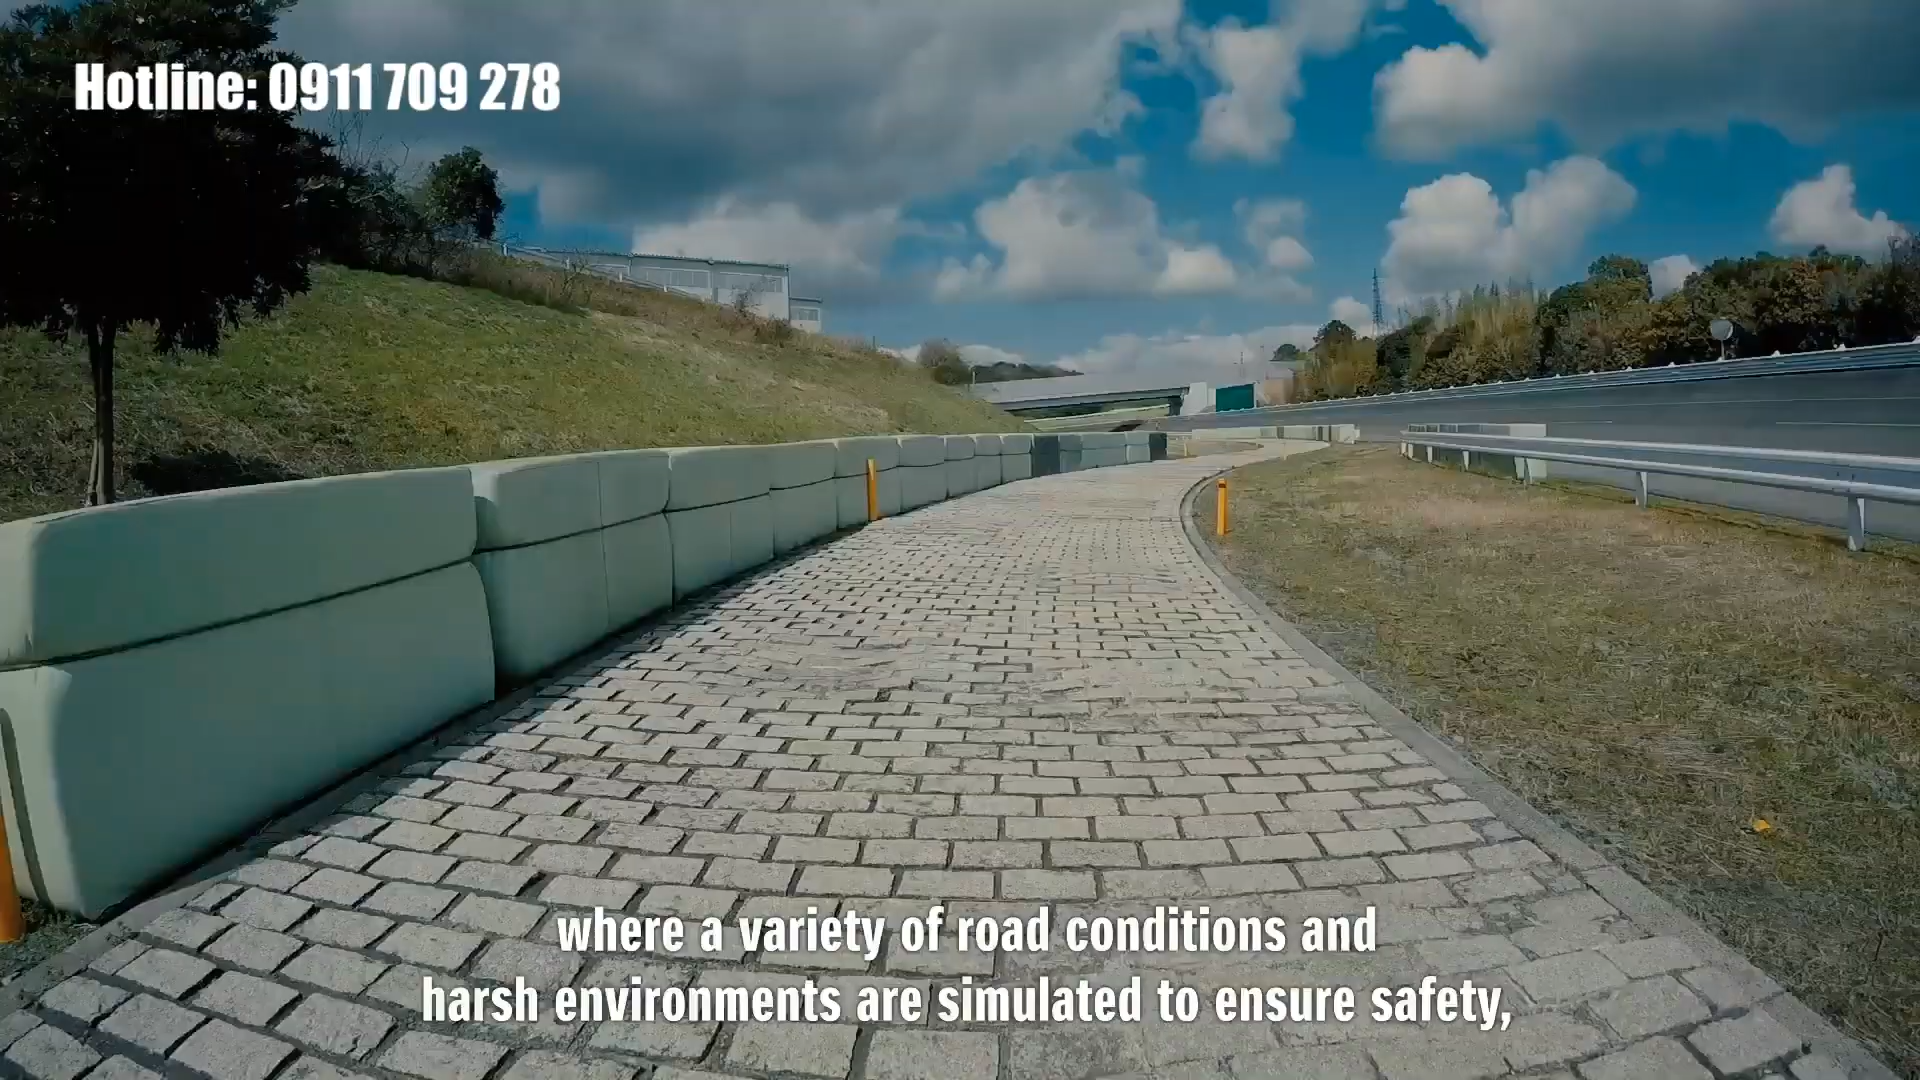 Hotline: 0911 709 278
where a variety of road conditions and
harsh environments are simulated to ensure safety,